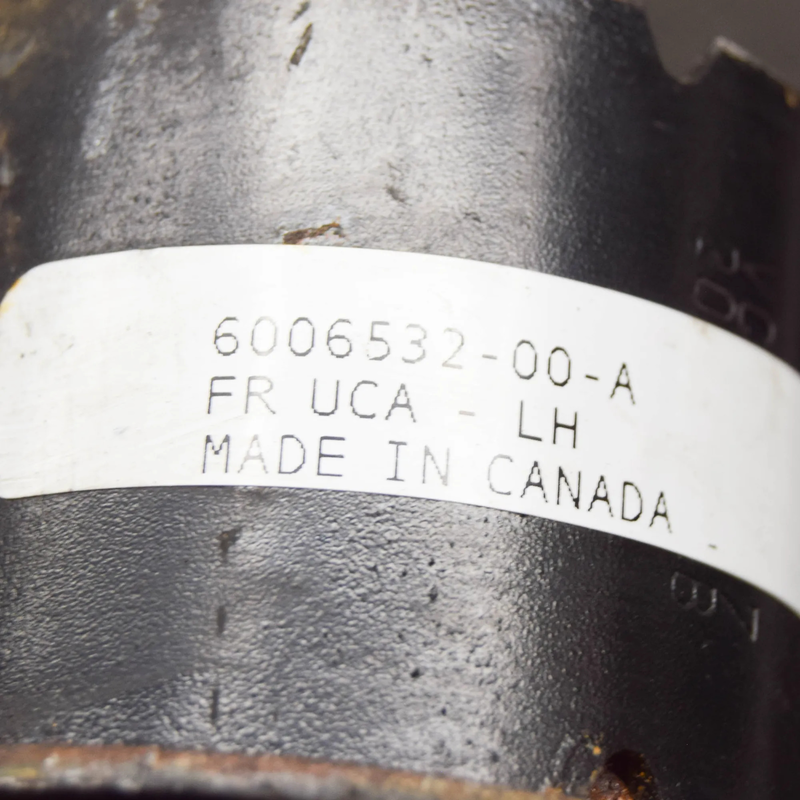 6006532-00-A
FR UCA - LH
MADE IN CANADA -